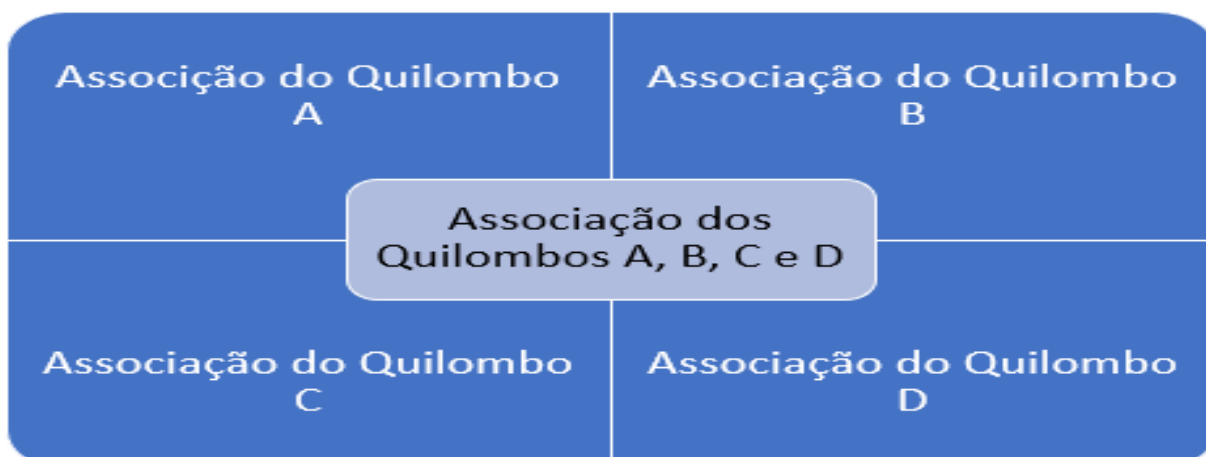 Associção do Quilombo
A
Associação do Quilombo
B
Associação dos
Quilombos A, B, C e D
Associação do Quilombo
C
Associação do Quilombo
D